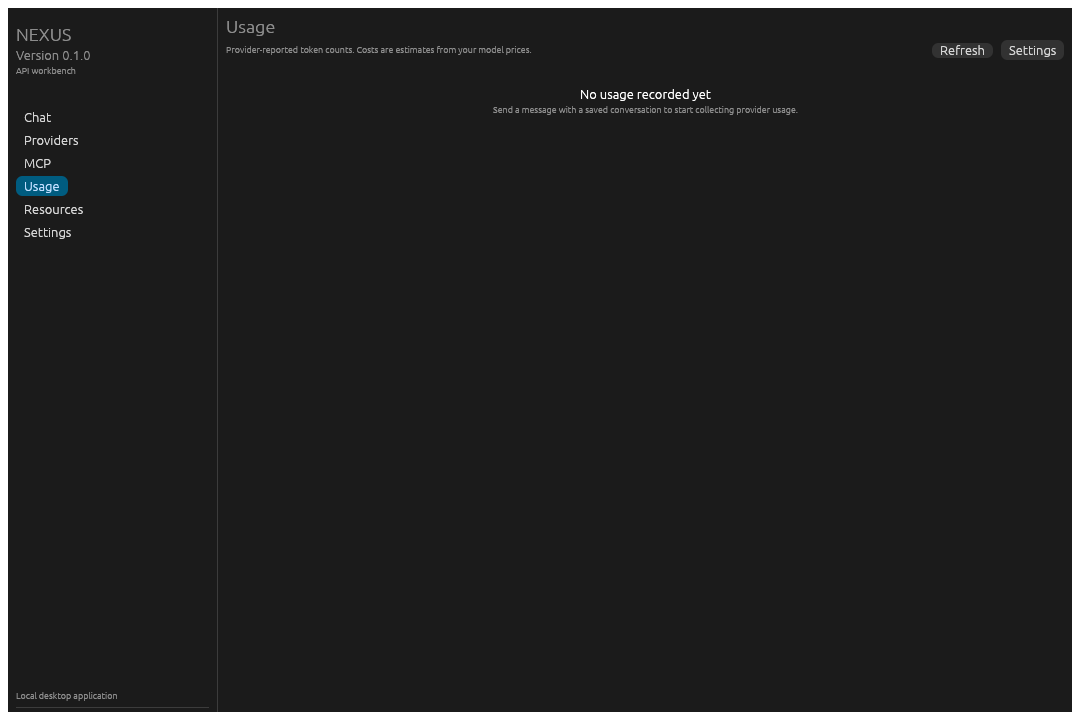 NEXUS
Version 0.1.0
API workbench
Chat
Providers
MCP
Usage
Resources
Settings
Local desktop application
Usage
Provider-reported token counts. Costs are estimates from your model prices.
Refresh
Settings
No usage recorded yet
Send a message with a saved conversation to start collecting provider usage.